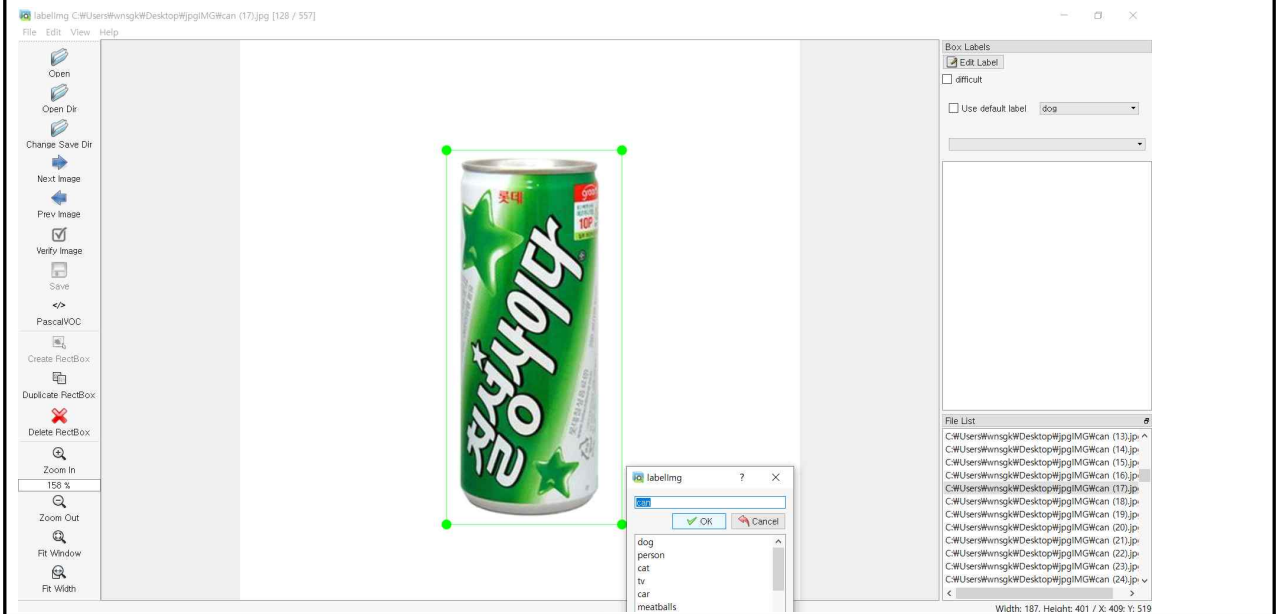 labelImg C:₩Users₩wnsgk₩Desktop₩jpgIMG₩can (17).jpg [128 / 557]
File Edit View Help
Open
Open Dir
Change Save Dir
Next Image
Prev Image
Verify Image
Save
</>
PascalVOC
Create RectBox
Duplicate RectBox
Delete RectBox
Zoom In
158 %
Zoom Out
Fit Window
Fit Width
롯데
10P
칠성사이다
labelImg
?
can
OK
Cancel
dog
person
cat
tv
car
meatballs
Box Labels
Edit Label
difficult
Use default label dog
File List
C:₩Users₩wnsgk₩Desktop₩jpgIMG₩can (13).jp
C:₩Users₩wnsgk₩Desktop₩jpgIMG₩can (14).jp
C:₩Users₩wnsgk₩Desktop₩jpgIMG₩can (15).jp
C:₩Users₩wnsgk₩Desktop₩jpgIMG₩can (16).jp
C:₩Users₩wnsgk₩Desktop₩jpgIMG₩can (17).jp
C:₩Users₩wnsgk₩Desktop₩jpgIMG₩can (18).jp
C:₩Users₩wnsgk₩Desktop₩jpgIMG₩can (19).jp
C:₩Users₩wnsgk₩Desktop₩jpgIMG₩can (20).jp
C:₩Users₩wnsgk₩Desktop₩jpgIMG₩can (21).jp
C:₩Users₩wnsgk₩Desktop₩jpgIMG₩can (22).jp
C:₩Users₩wnsgk₩Desktop₩jpgIMG₩can (23).jp
C:₩Users₩wnsgk₩Desktop₩jpgIMG₩can (24).jp
Width: 187, Height: 401 / X: 409; Y: 519